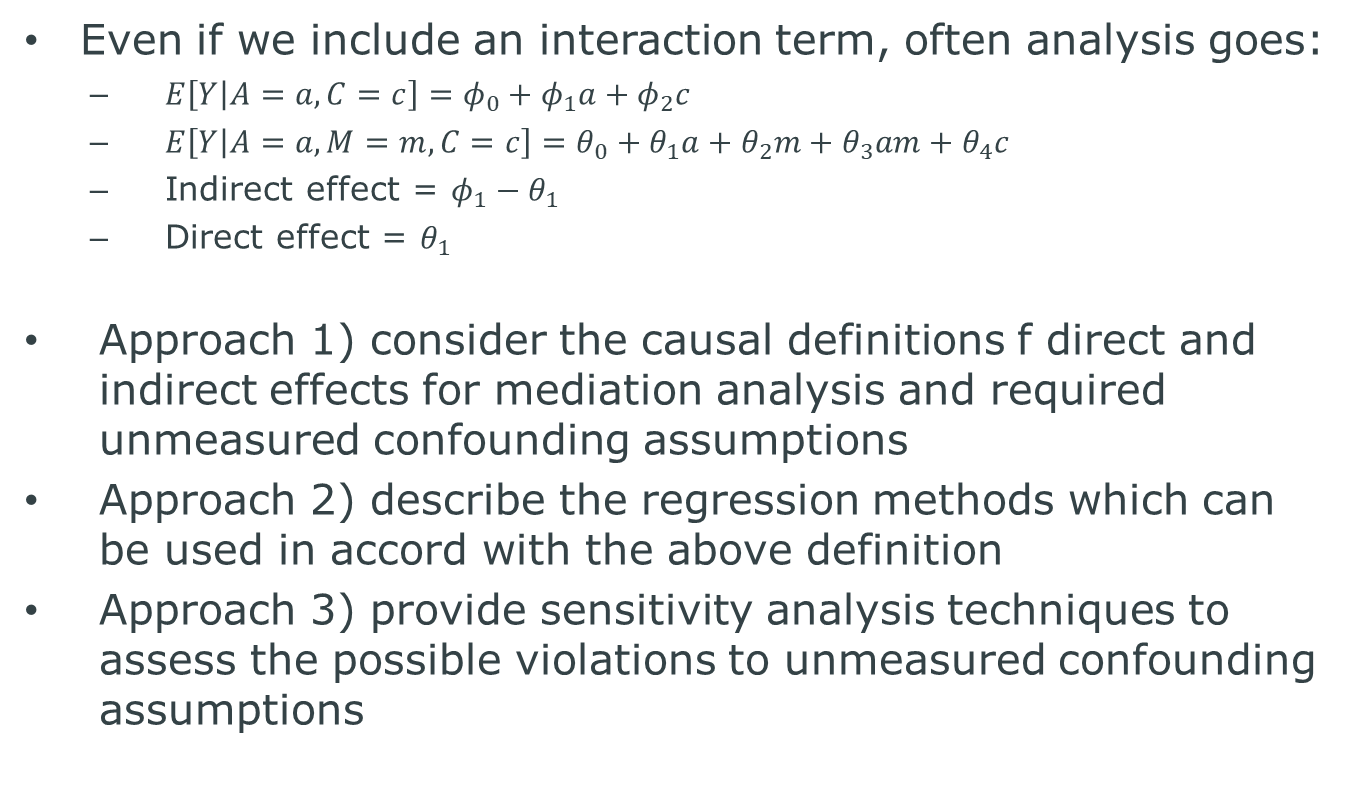 • Even if we include an interaction term, often analysis goes:
– E[Y|A = a, C = c] = ϕ₀ + ϕ₁a + ϕ₂c
– E[Y|A = a, M = m, C = c] = θ₀ + θ₁a + θ₂m + θ₃am + θ₄c
– Indirect effect = ϕ₁ − θ₁
– Direct effect = θ₁
• Approach 1) consider the causal definitions f direct and
indirect effects for mediation analysis and required
unmeasured confounding assumptions
• Approach 2) describe the regression methods which can
be used in accord with the above definition
• Approach 3) provide sensitivity analysis techniques to
assess the possible violations to unmeasured confounding
assumptions